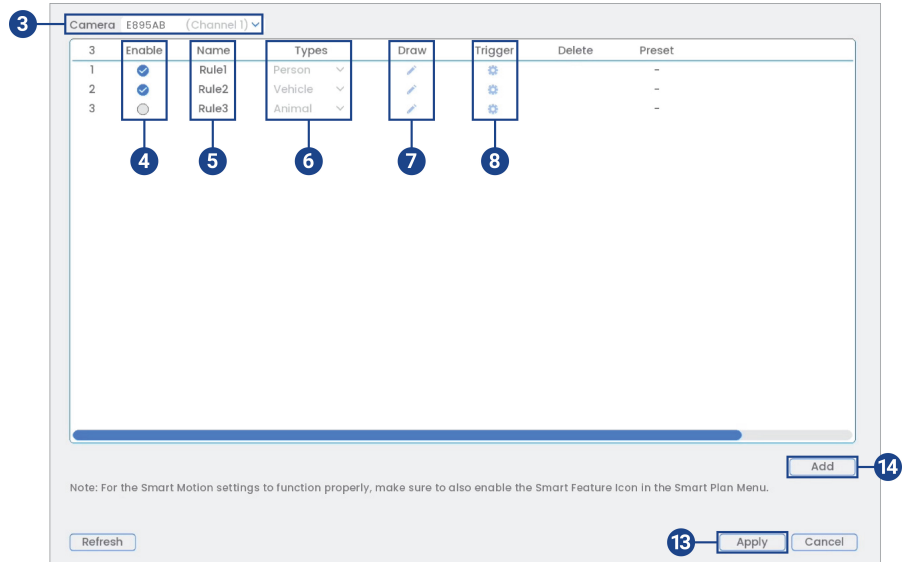 3 Camera E895AB (Channel 1)
3 Enable Name Types Draw Trigger Delete Preset
1 Rule1 Person -
2 Rule2 Vehicle -
3 Rule3 Animal -
4 5 6 7 8
Add 14
Note: For the Smart Motion settings to function properly, make sure to also enable the Smart Feature Icon in the Smart Plan Menu.
Refresh 13 Apply Cancel